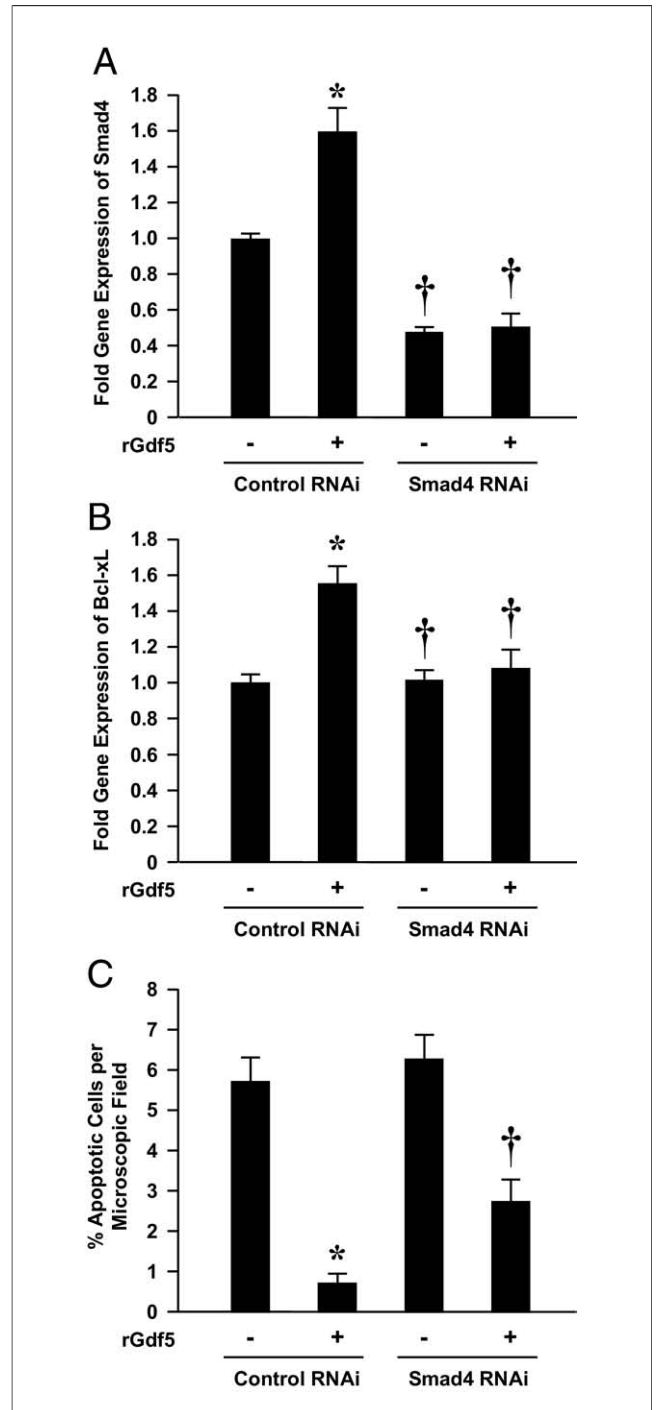 A
Fold Gene Expression of Smad4
1.8
1.6
1.4
1.2
1.0
0.8
0.6
0.4
0.2
0
*
†
†
rGdf5 - + - +
Control RNAi Smad4 RNAi
B
Fold Gene Expression of Bcl-xL
1.8
1.6
1.4
1.2
1.0
0.8
0.6
0.4
0.2
0
*
†
†
rGdf5 - + - +
Control RNAi Smad4 RNAi
C
% Apoptotic Cells per
Microscopic Field
8
7
6
5
4
3
2
1
0
*
†
rGdf5 - + - +
Control RNAi Smad4 RNAi